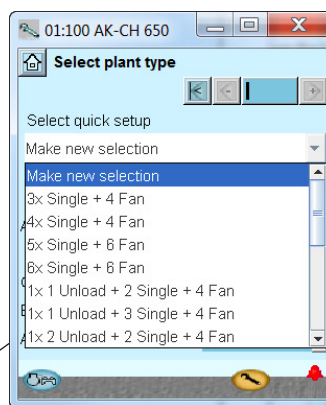 01:100 AK-CH 650
Select plant type
Select quick setup
Make new selection
Make new selection
3x Single + 4 Fan
4x Single + 4 Fan
5x Single + 6 Fan
6x Single + 6 Fan
1x 1 Unload + 2 Single + 4 Fan
1x 1 Unload + 3 Single + 4 Fan
1x 2 Unload + 2 Single + 4 Fan